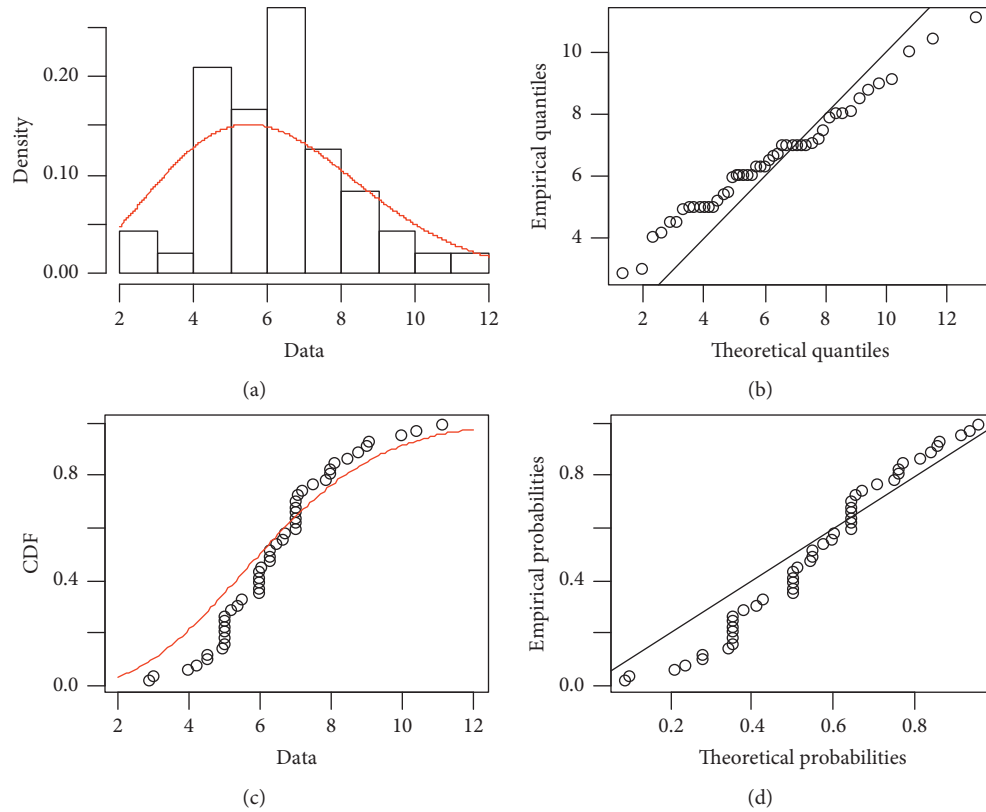 Density
0.20
0.10
0.00
2 4 6 8 10 12
Data
(a)
Empirical quantiles
10
8
6
4
2 4 6 8 10 12
Theoretical quantiles
(b)
CDF
0.8
0.4
0.0
2 4 6 8 10 12
Data
(c)
Empirical probabilities
0.8
0.4
0.0
0.2 0.4 0.6 0.8
Theoretical probabilities
(d)